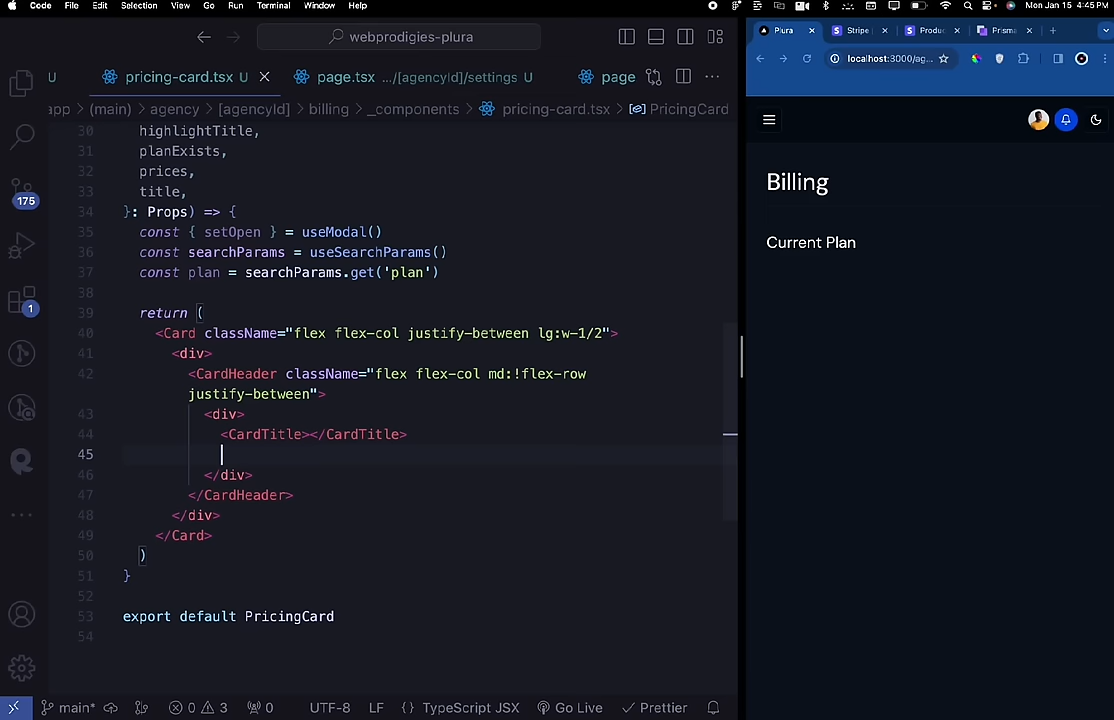 Code File Edit Selection View Go Run Terminal Window Help Mon Jan 15 4:45 PM
webprodigies-plura
U pricing-card.tsx U page.tsx .../[agencyId]/settings U page
app > (main) > agency > [agencyId] > billing > _components > pricing-card.tsx > PricingCard
30 highlightTitle,
31 planExists,
32 prices,
33 title,
34 }: Props) => {
35 const { setOpen } = useModal()
36 const searchParams = useSearchParams()
37 const plan = searchParams.get('plan')
38
39 return (
40 <Card className="flex flex-col justify-between lg:w-1/2">
41 <div>
42 <CardHeader className="flex flex-col md:!flex-row
justify-between">
43 <div>
44 <CardTitle></CardTitle>
45
46 </div>
47 </CardHeader>
48 </div>
49 </Card>
50 )
51 }
52
53 export default PricingCard
54
175
1
main* 0 3 0 UTF-8 LF {} TypeScript JSX Go Live Prettier
Plura Stripe Produc Prisma
localhost:3000/ag...
Billing
Current Plan